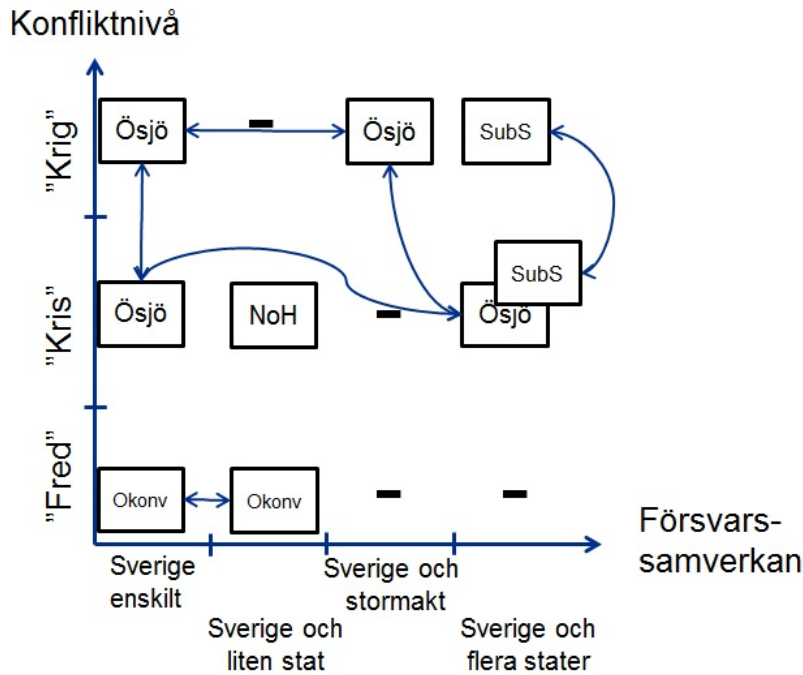 Konfliktnivå
"Krig"
Ösjö
Ösjö
SubS
"Kris"
Ösjö
NoH
SubS
Ösjö
"Fred"
Okonv
Okonv
Försvars-
samverkan
Sverige
enskilt
Sverige och
liten stat
Sverige och
stormakt
Sverige och
flera stater